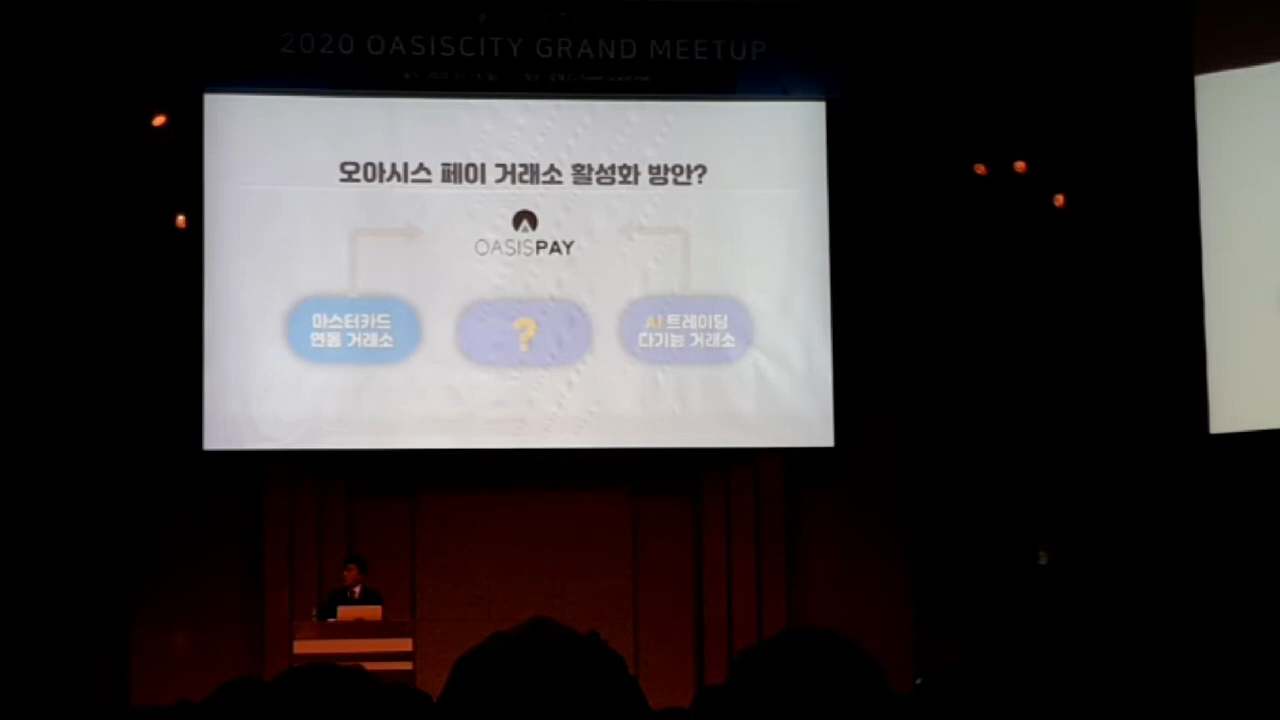 2020 OASISCITY GRAND MEETUP
오아시스 페이 거래소 활성화 방안?
OASISPAY
마스터카드
연동 거래소
?
AI 트레이딩
다기능 거래소